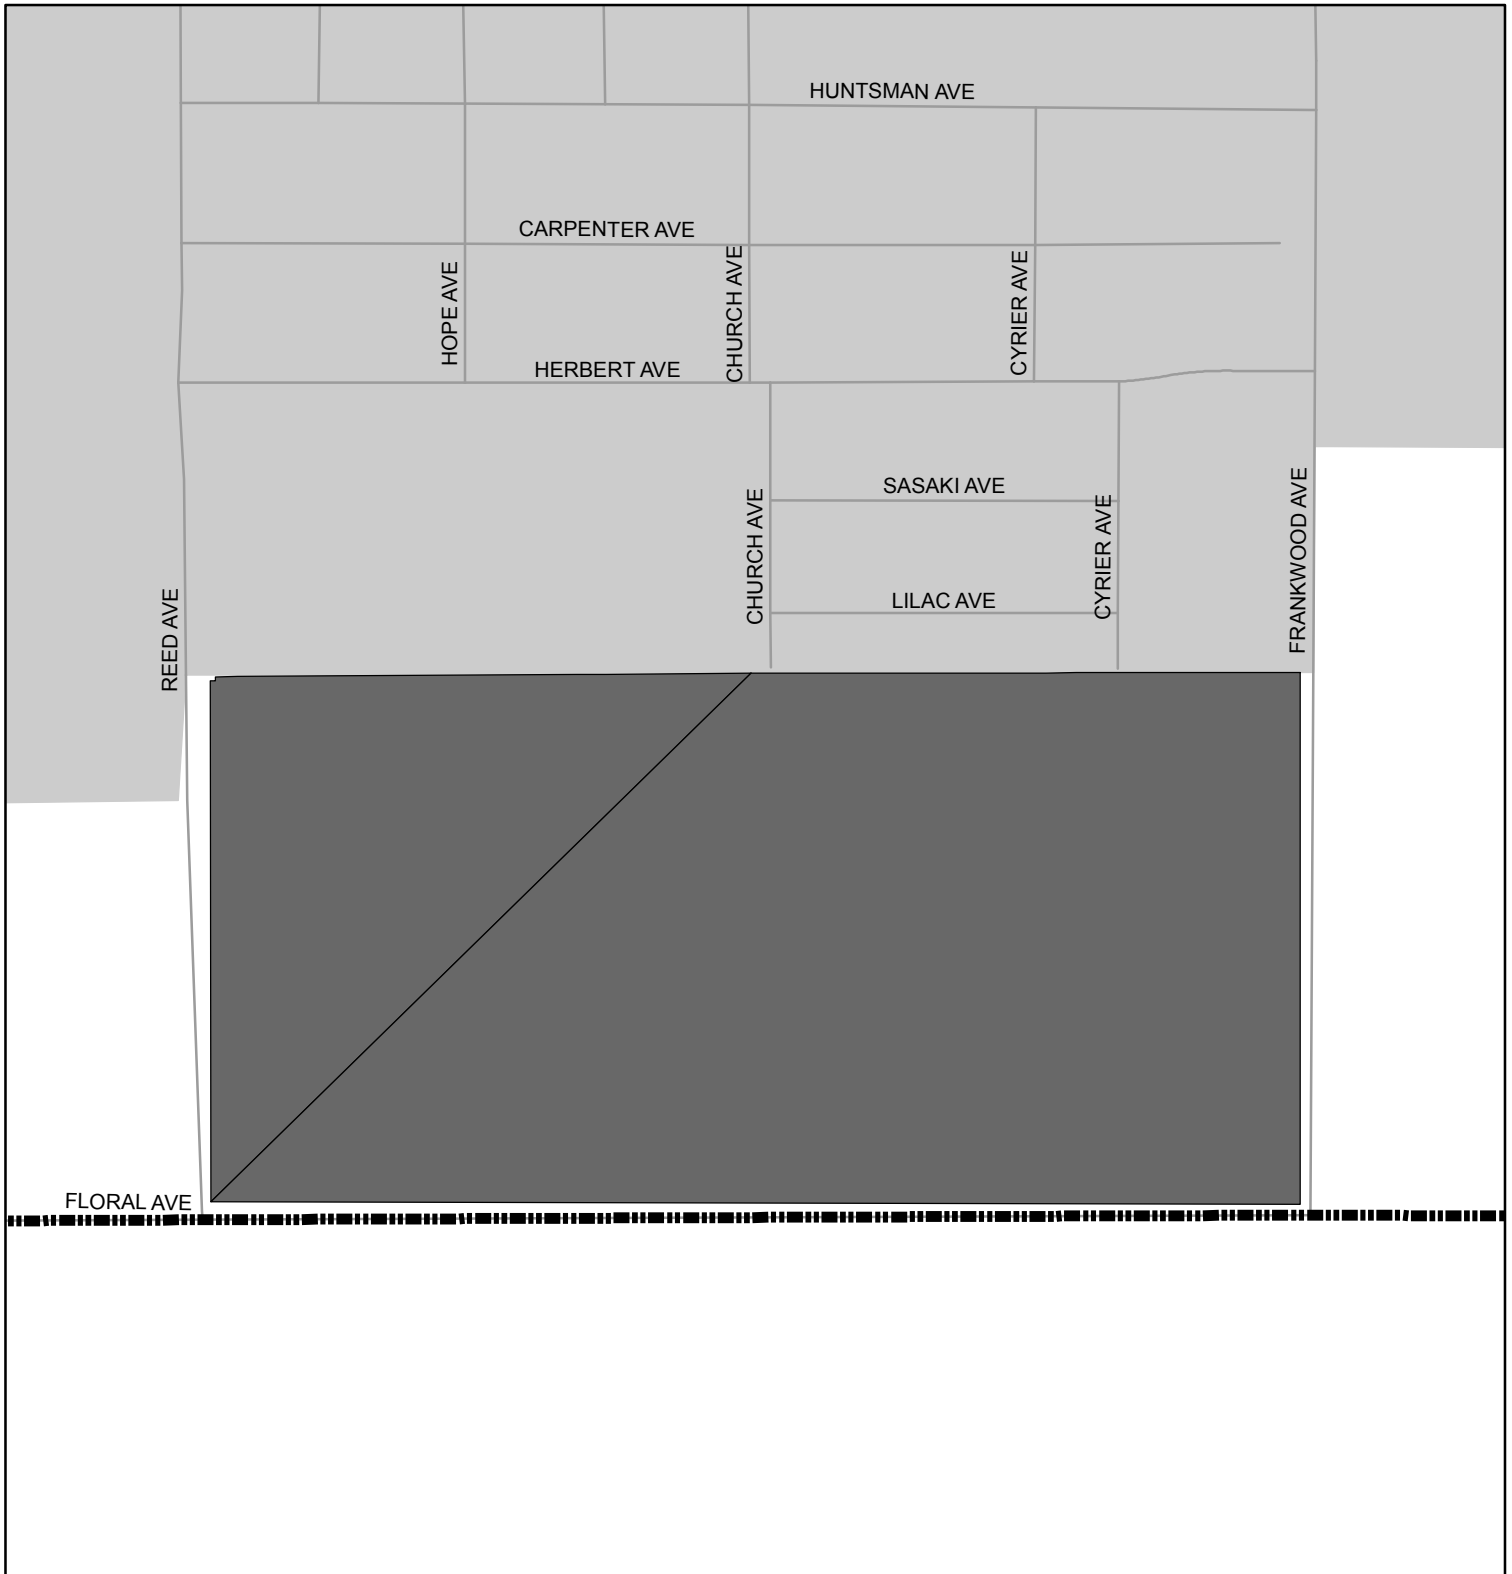 HUNTSMAN AVE
CARPENTER AVE
HOPE AVE
CHURCH AVE
CYRIER AVE
HERBERT AVE
SASAKI AVE
CHURCH AVE
CYRIER AVE
FRANKWOOD AVE
LILAC AVE
REED AVE
FLORAL AVE